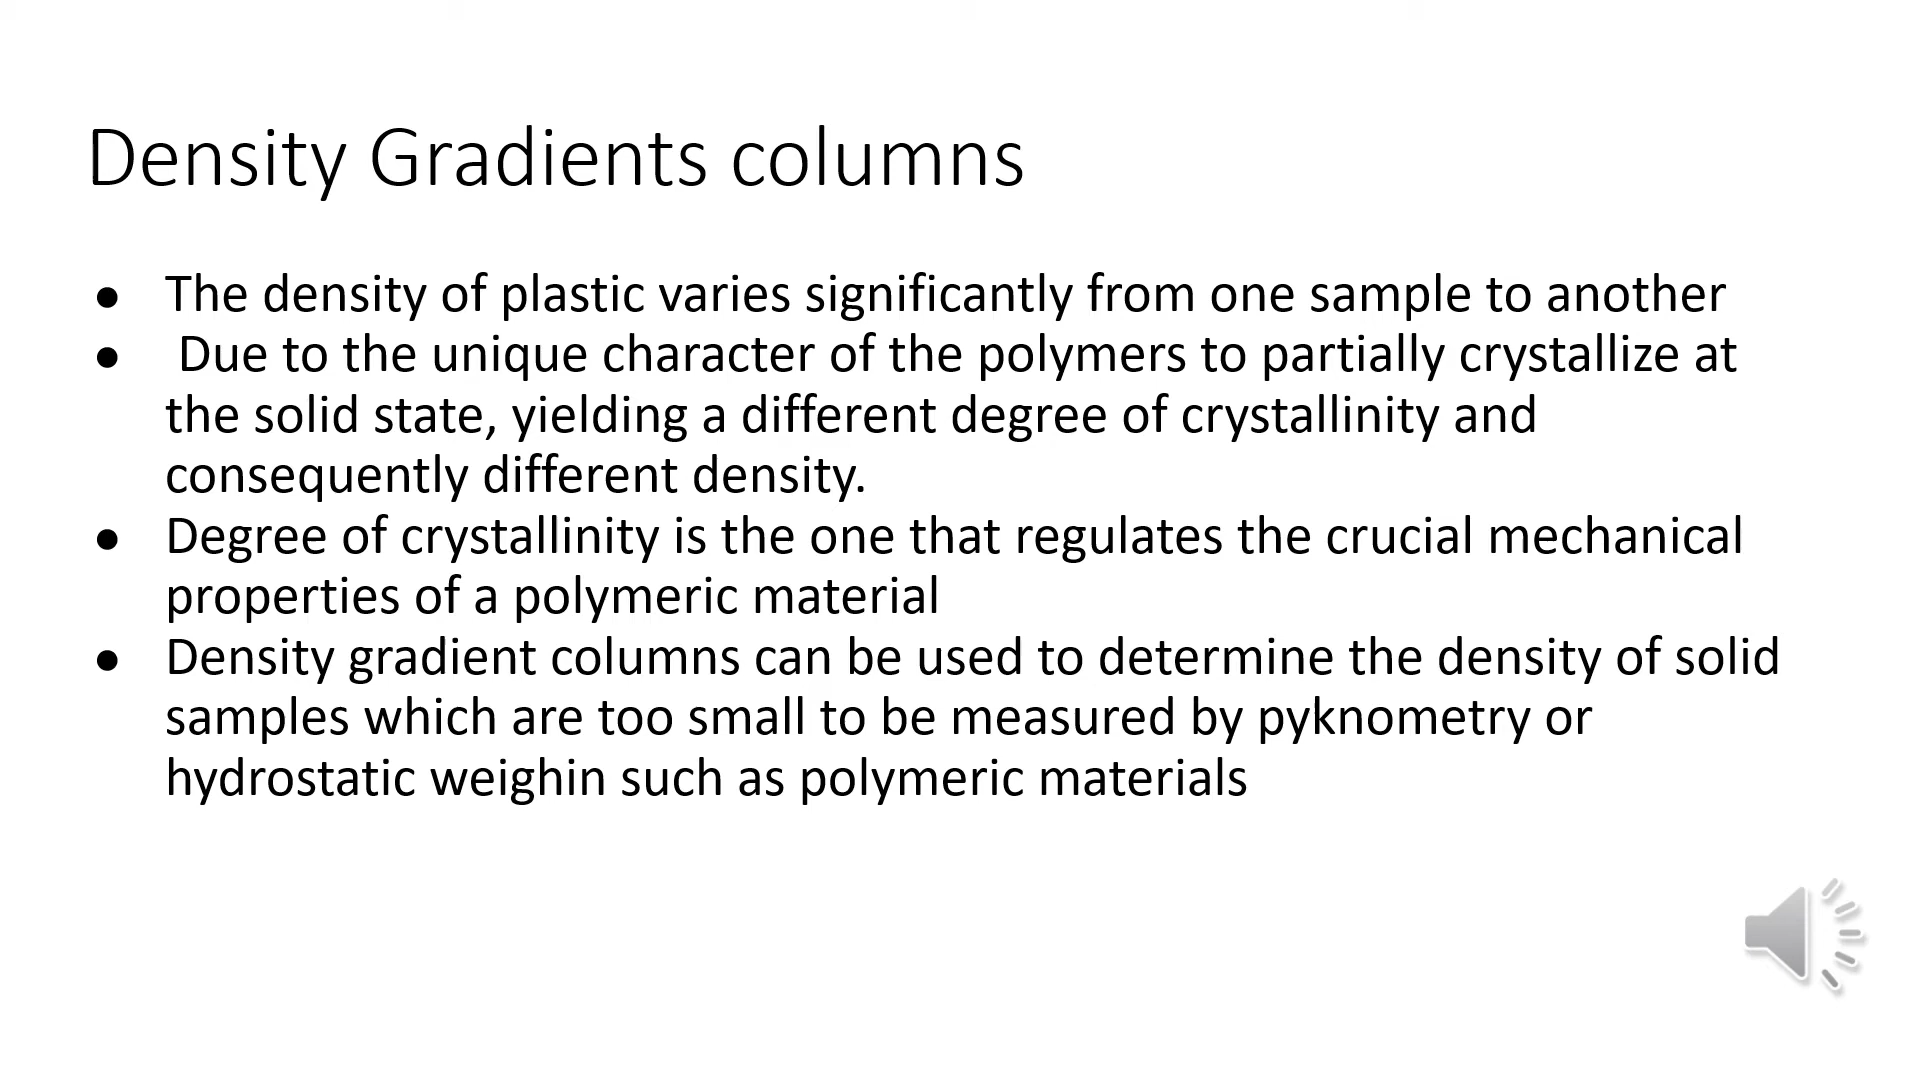 Density Gradients columns
● The density of plastic varies significantly from one sample to another
● Due to the unique character of the polymers to partially crystallize at
the solid state, yielding a different degree of crystallinity and
consequently different density.
● Degree of crystallinity is the one that regulates the crucial mechanical
properties of a polymeric material
● Density gradient columns can be used to determine the density of solid
samples which are too small to be measured by pyknometry or
hydrostatic weighin such as polymeric materials